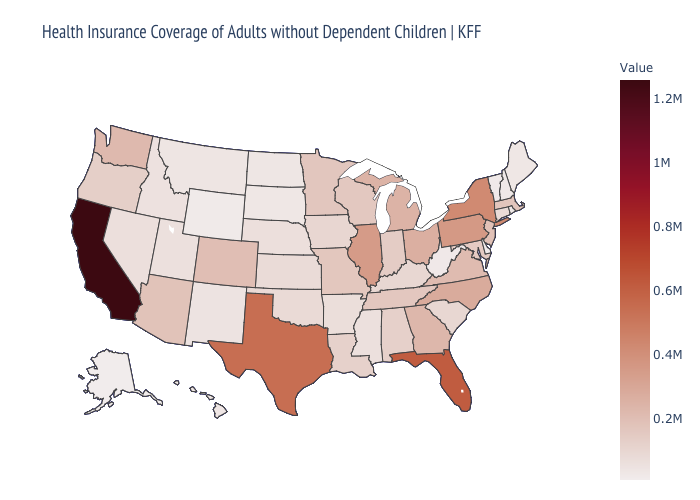 Health Insurance Coverage of Adults without Dependent Children | KFF
Value
1.2M
1M
0.8M
0.6M
0.4M
0.2M